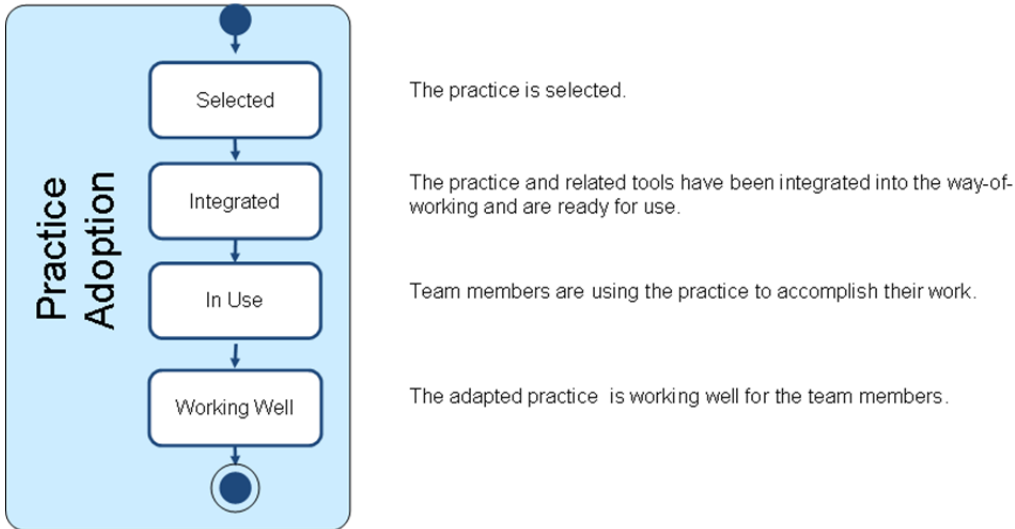 Practice
Adoption
Selected
The practice is selected.
Integrated
The practice and related tools have been integrated into the way-of-
working and are ready for use.
In Use
Team members are using the practice to accomplish their work.
Working Well
The adapted practice  is working well for the team members.